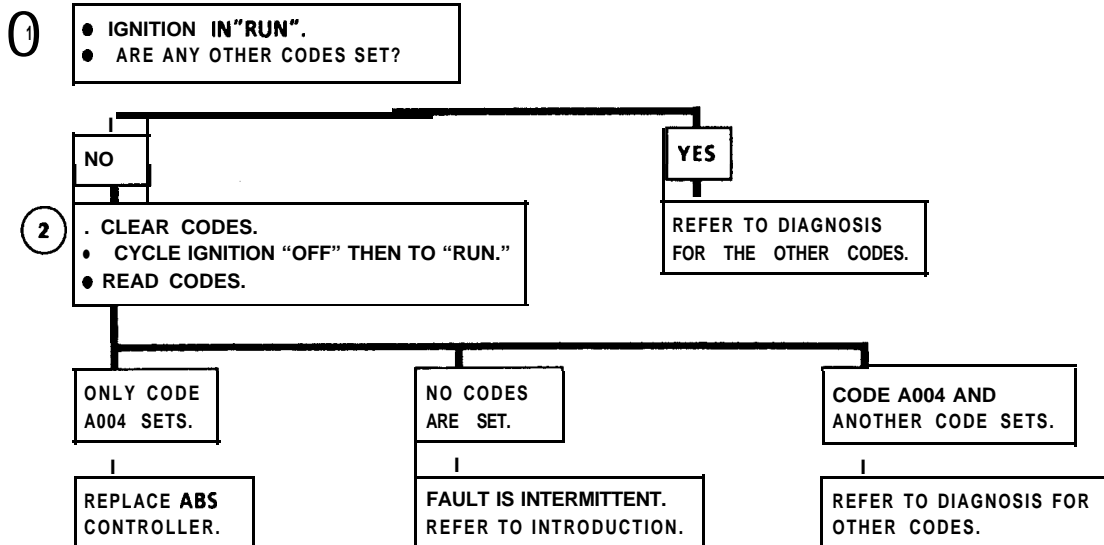 1
● IGNITION IN"RUN".
● ARE ANY OTHER CODES SET?
NO
YES
2
. CLEAR CODES.
• CYCLE IGNITION “OFF” THEN TO “RUN.”
● READ CODES.
REFER TO DIAGNOSIS
FOR THE OTHER CODES.
ONLY CODE
A004 SETS.
NO CODES
ARE SET.
CODE A004 AND
ANOTHER CODE SETS.
REPLACE ABS
CONTROLLER.
FAULT IS INTERMITTENT.
REFER TO INTRODUCTION.
REFER TO DIAGNOSIS FOR
OTHER CODES.